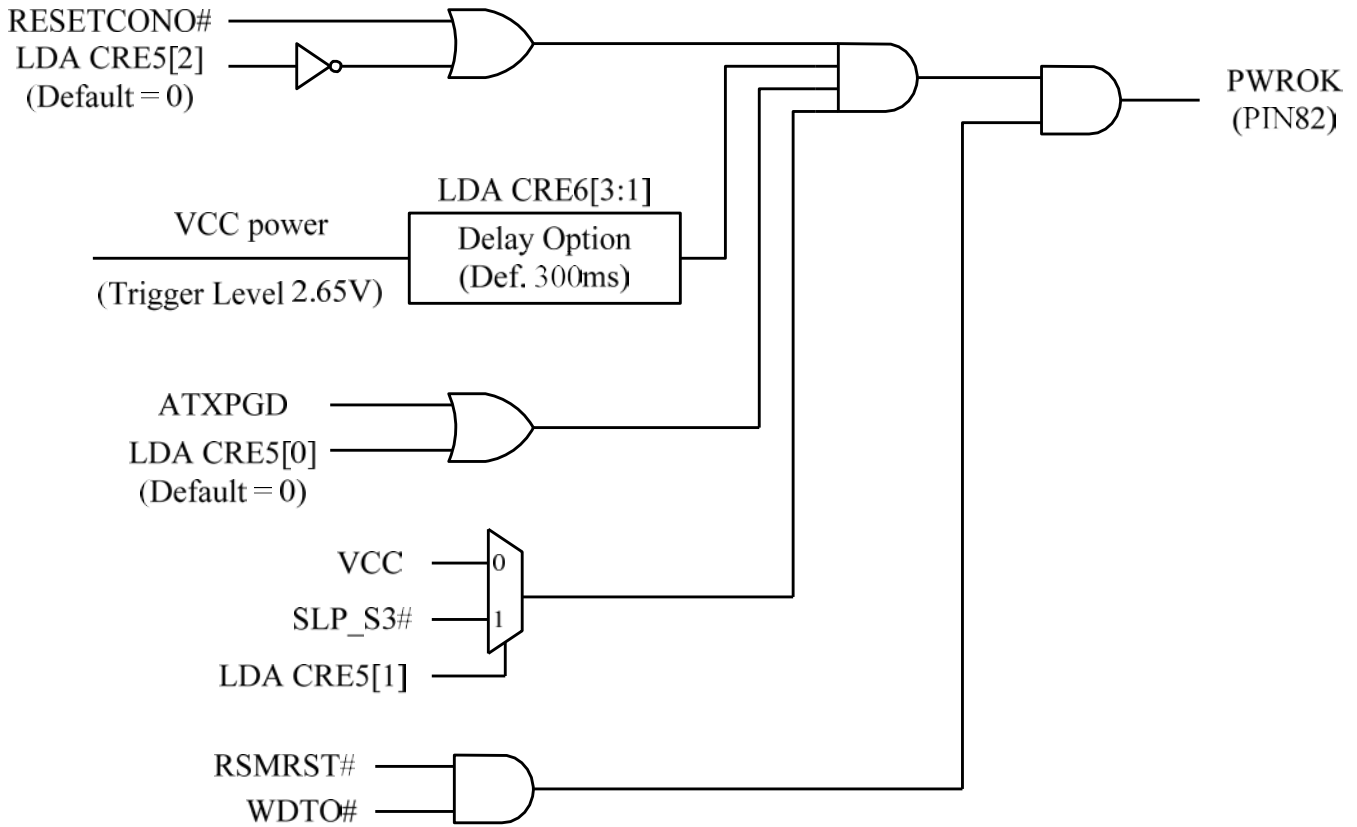 RESETCONO#
LDA CRE5[2]
(Default = 0)
PWROK
(PIN82)
LDA CRE6[3:1]
VCC power
Delay Option
(Def. 300ms)
(Trigger Level 2.65V)
ATXPGD
LDA CRE5[0]
(Default = 0)
VCC
0
SLP_S3#
1
LDA CRE5[1]
RSMRST#
WDTO#